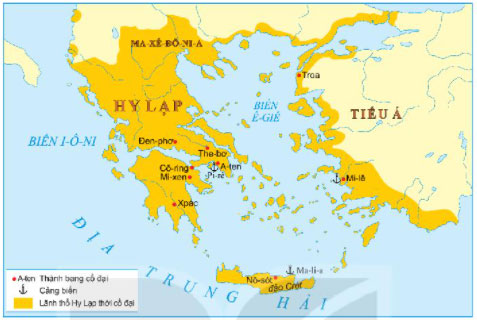 MA-XÊ-ĐÔ-NI-A
Troa
HY LẠP
BIỂN
Ê-GIÊ
TIỂU Á
BIỂN I-Ô-NI
Đen-phơ
The-bơ
A-ten
Cô-ring
Pi-rê
Mi-xen
Mi-lê
Xpác
ĐỊA TRUNG HẢI
Ma-li-a
Nô-sốt
đảo Crét
A-ten Thành bang cổ đại
Cảng biển
Lãnh thổ Hy Lạp thời cổ đại